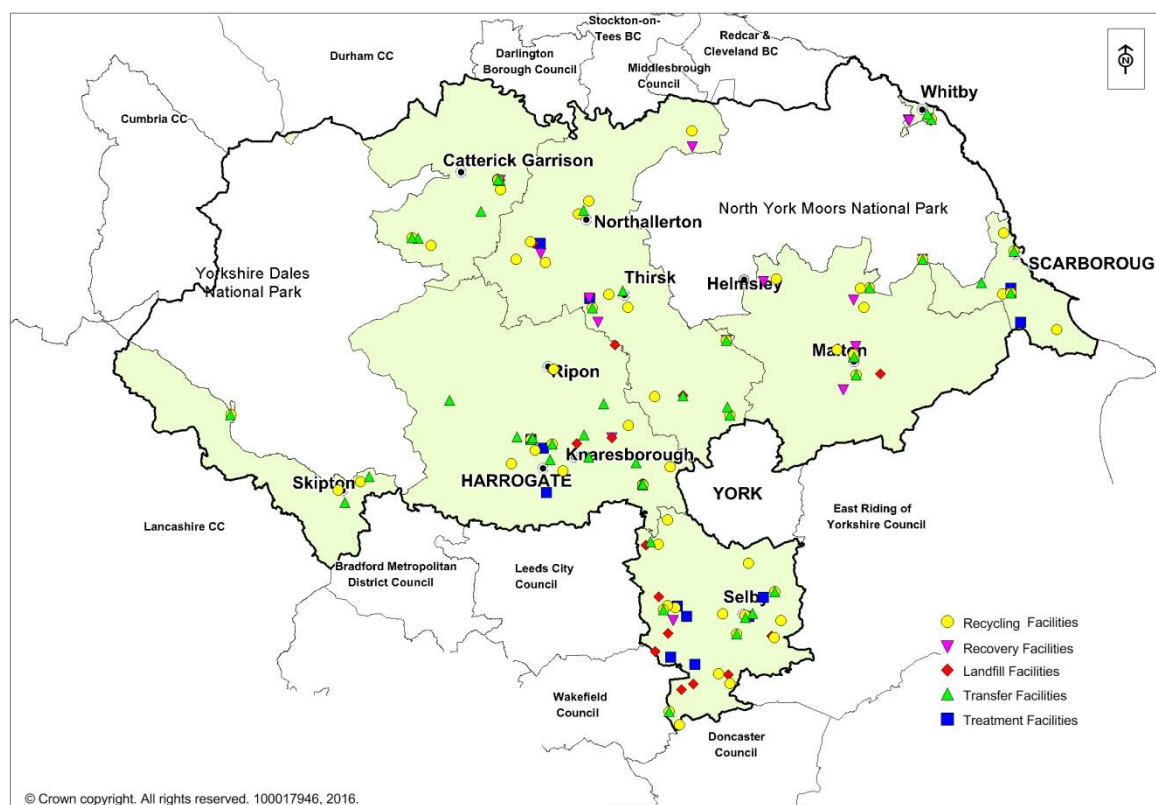 Stockton-on-
Tees BC
Redcar &
Cleveland BC
Durham CC
Darlington
Borough Council
Middlesbrough
Council
N
Whitby
Cumbria CC
Catterick Garrison
North York Moors National Park
Northallerton
SCARBOROUG
Yorkshire Dales
National Park
Thirsk
Helmsley
Malton
Ripon
Knaresborough
HARROGATE
Skipton
YORK
East Riding of
Yorkshire Council
Lancashire CC
Bradford Metropolitan
District Council
Leeds City
Council
Selby
Recycling Facilities
Recovery Facilities
Landfill Facilities
Transfer Facilities
Treatment Facilities
Wakefield
Council
Doncaster
Council
© Crown copyright. All rights reserved. 100017946, 2016.